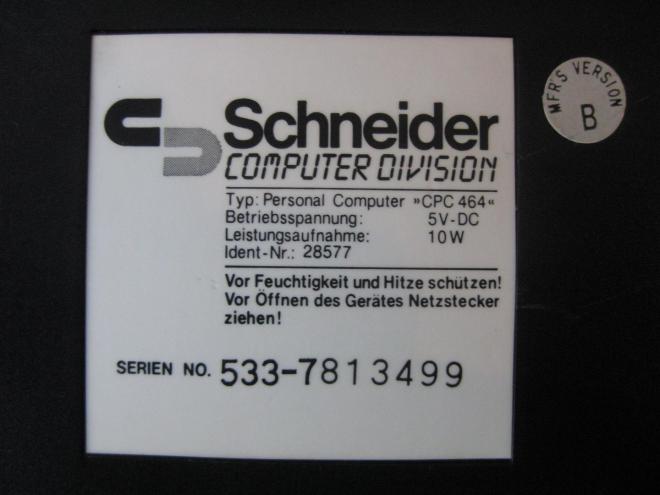 Schneider
COMPUTER DIVISION
Typ: Personal Computer »CPC 464«
Betriebsspannung: 5V-DC
Leistungsaufnahme: 10W
Ident-Nr.: 28577
Vor Feuchtigkeit und Hitze schützen!
Vor Öffnen des Gerätes Netzstecker
ziehen!
SERIEN NO. 533-7813499
MFR'S VERSION
B